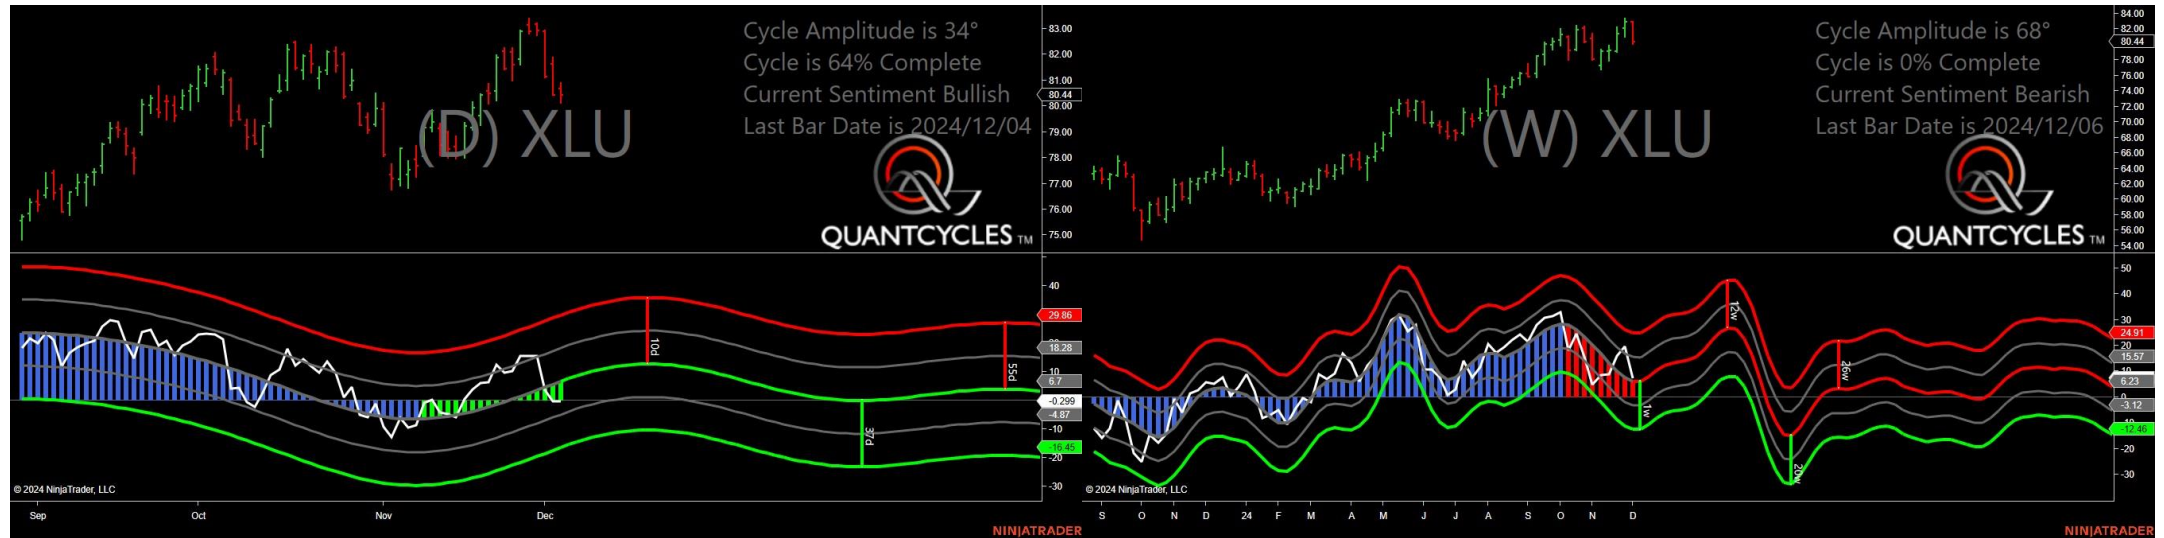 Cycle Amplitude is 34°
Cycle is 64% Complete
Current Sentiment Bullish
Last Bar Date is 2024/12/04
(D) XLU
QUANTCYCLES TM
83.00
82.00
81.00
80.44
80.00
79.00
78.00
77.00
76.00
75.00
40
29.86
18.28
10
6.7
-0.299
-4.87
-10
-16.45
-20
-30
10d
37d
55d
© 2024 NinjaTrader, LLC
Sep Oct Nov Dec
NINJATRADER
Cycle Amplitude is 68°
Cycle is 0% Complete
Current Sentiment Bearish
Last Bar Date is 2024/12/06
(W) XLU
QUANTCYCLES TM
84.00
82.00
80.44
78.00
76.00
74.00
72.00
70.00
68.00
66.00
64.00
62.00
60.00
58.00
56.00
54.00
50
40
30
24.91
20
15.57
6.23
0
-3.12
-12.46
-20
-30
1w
12w
20w
26w
© 2024 NinjaTrader, LLC
S O N D 24 F M A M J J A S O N D
NINJATRADER